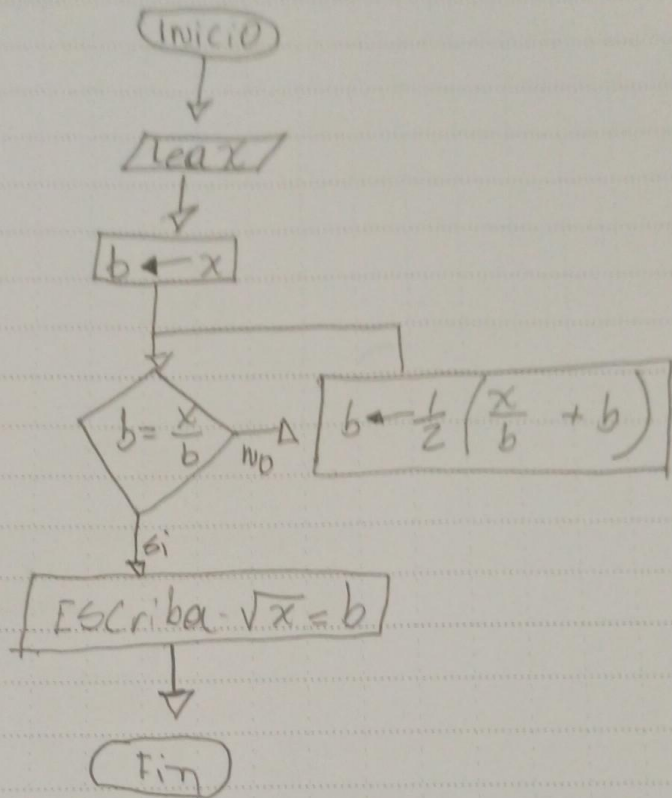 Inicio
lea x
b ← x
b = x/b
no
b ← 1/2 (x/b + b)
si
Escriba √x = b
Fin